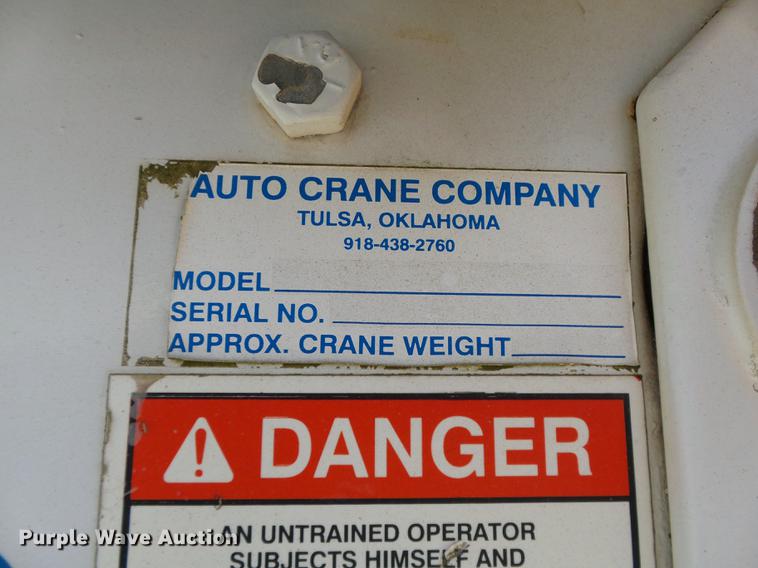 AUTO CRANE COMPANY
TULSA, OKLAHOMA
918-438-2760
MODEL
SERIAL NO.
APPROX. CRANE WEIGHT
DANGER
AN UNTRAINED OPERATOR
SUBJECTS HIMSELF AND
Purple Wave Auction